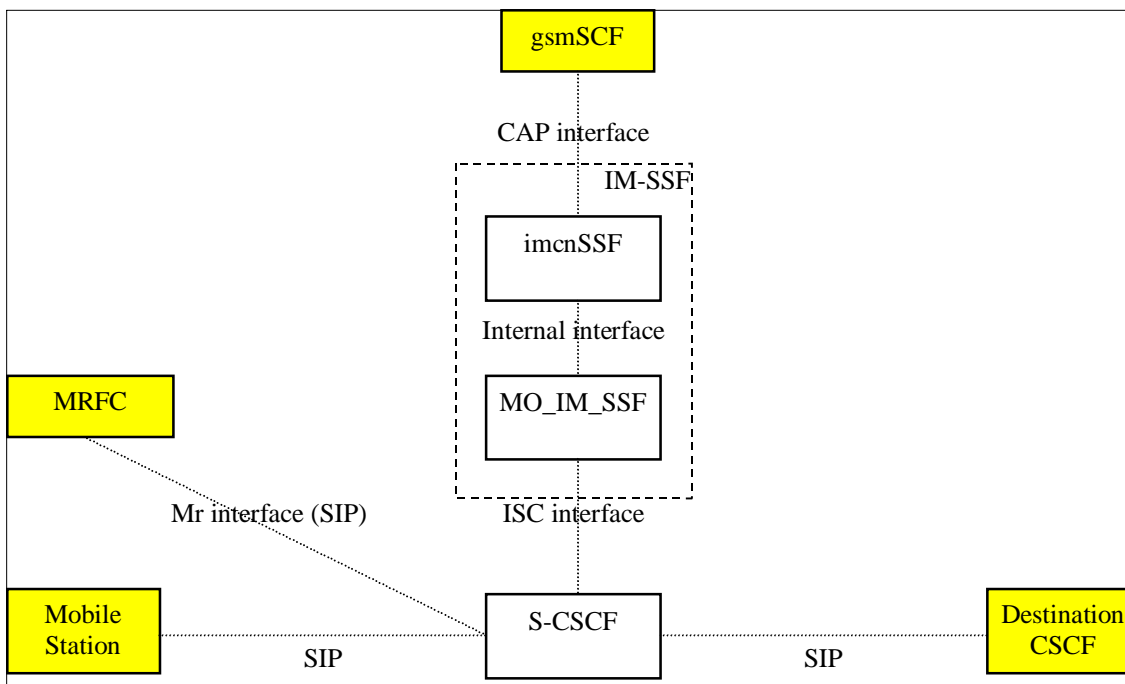 gsmSCF
CAP interface
IM-SSF
imcnSSF
Internal interface
MRFC
MO_IM_SSF
Mr interface (SIP)
ISC interface
Mobile
Station
SIP
S-CSCF
SIP
Destination
CSCF